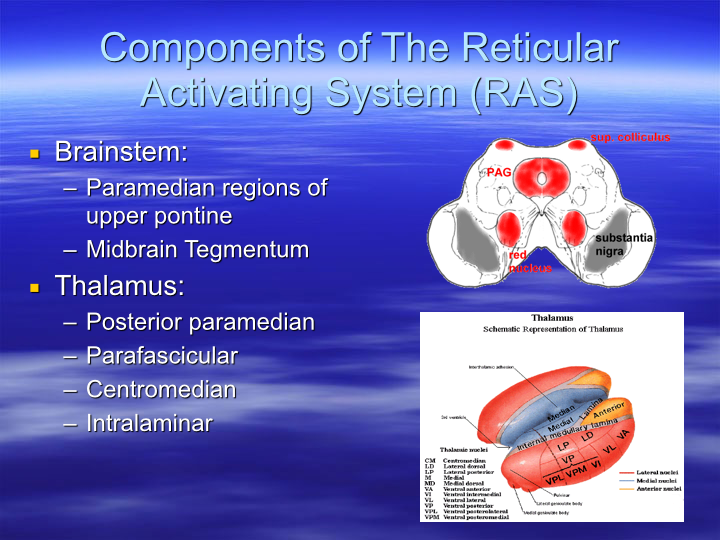 Components of The Reticular
Activating System (RAS)
Brainstem:
– Paramedian regions of
upper pontine
– Midbrain Tegmentum
Thalamus:
– Posterior paramedian
– Parafascicular
– Centromedian
– Intralaminar
sup. colliculus
PAG
substantia
nigra
red
nucleus
Thalamus
Schematic Representation of Thalamus
Interthalamic adhesion
3rd ventricle
Median
Lamina
Medial
Anterior
Internal medullary lamina
LP
LD
VA
VP
VL
VI
VPM
VPL
Thalamic nuclei
CM Centromedian
LD Lateral dorsal
LP Lateral posterior
M Medial
MD Medial dorsal
VA Ventral anterior
VI Ventral intermedial
VL Ventral lateral
VP Ventral posterior
VPL Ventral posterolateral
VPM Ventral posteromedial
Pulvinar
Lateral geniculate body
Medial geniculate body
Lateral nuclei
Medial nuclei
Anterior nuclei